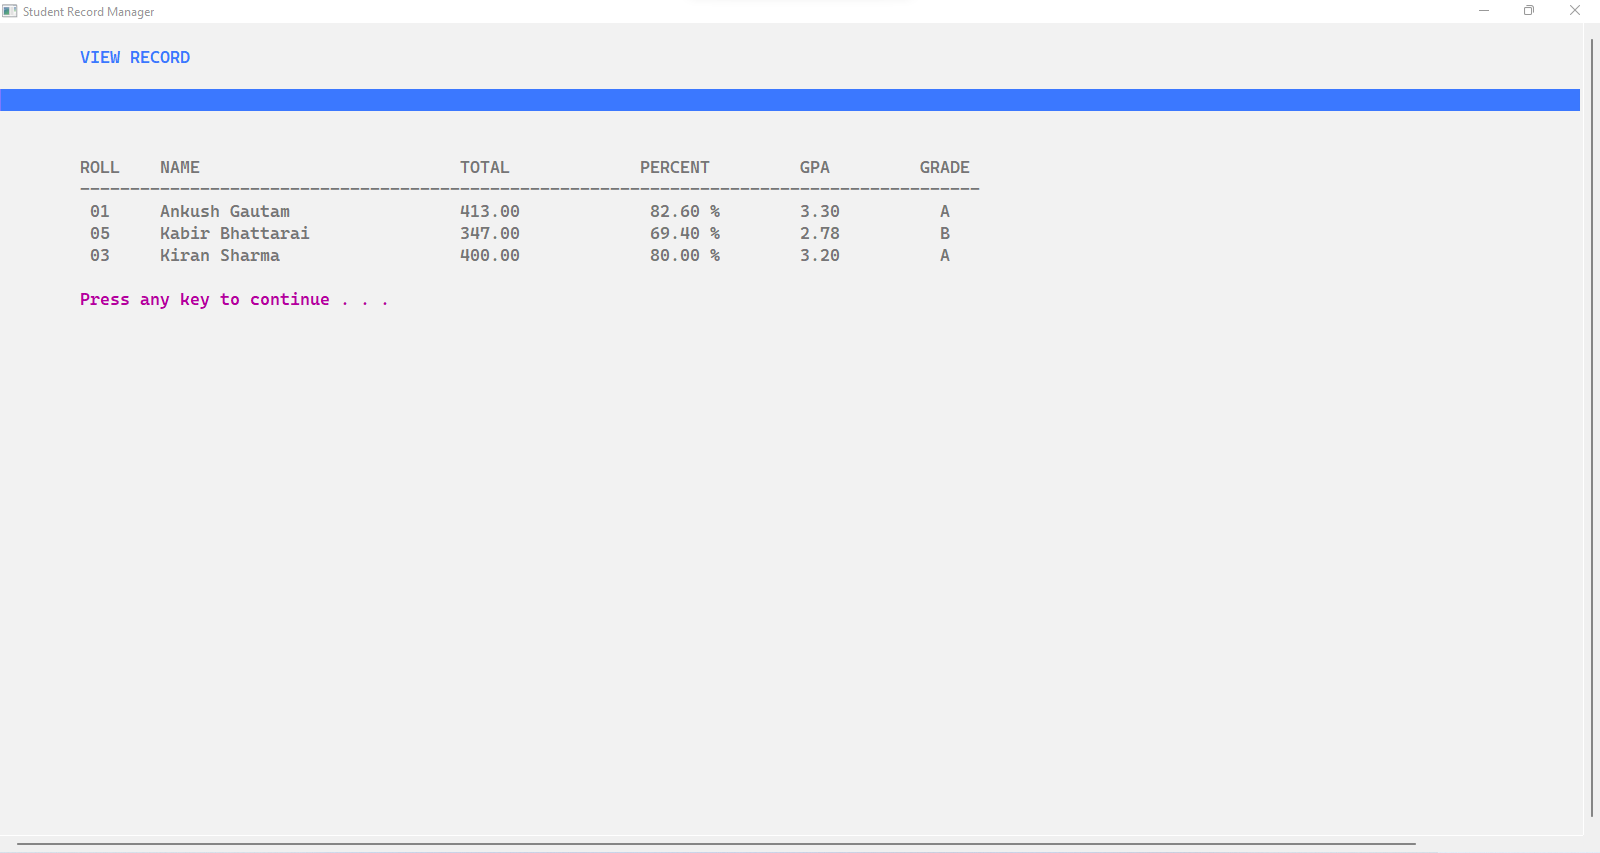 Student Record Manager
VIEW RECORD
ROLL NAME TOTAL PERCENT GPA GRADE
01 Ankush Gautam 413.00 82.60 % 3.30 A
05 Kabir Bhattarai 347.00 69.40 % 2.78 B
03 Kiran Sharma 400.00 80.00 % 3.20 A
Press any key to continue . . .